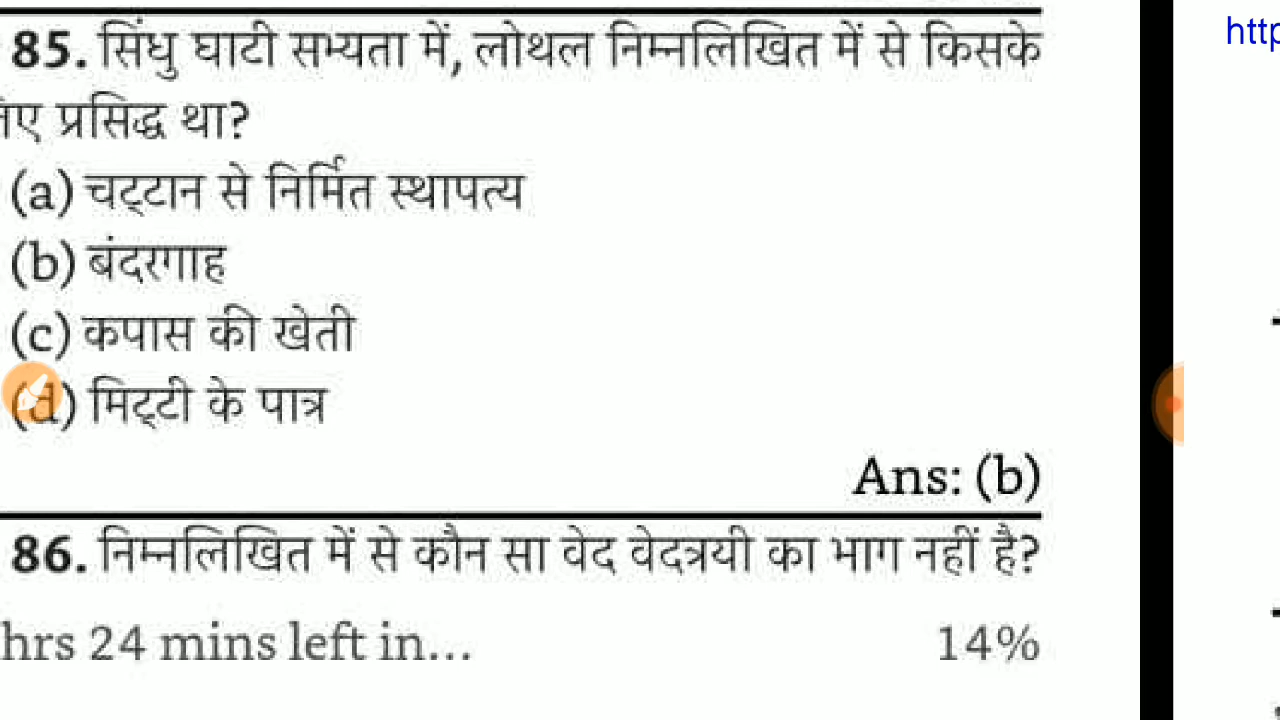 85. सिंधु घाटी सभ्यता में, लोथल निम्नलिखित में से किसके
लिए प्रसिद्ध था?
(a) चट्टान से निर्मित स्थापत्य
(b) बंदरगाह
(c) कपास की खेती
(d) मिट्टी के पात्र
Ans: (b)
86. निम्नलिखित में से कौन सा वेद वेदत्रयी का भाग नहीं है?
hrs 24 mins left in... 14%
http